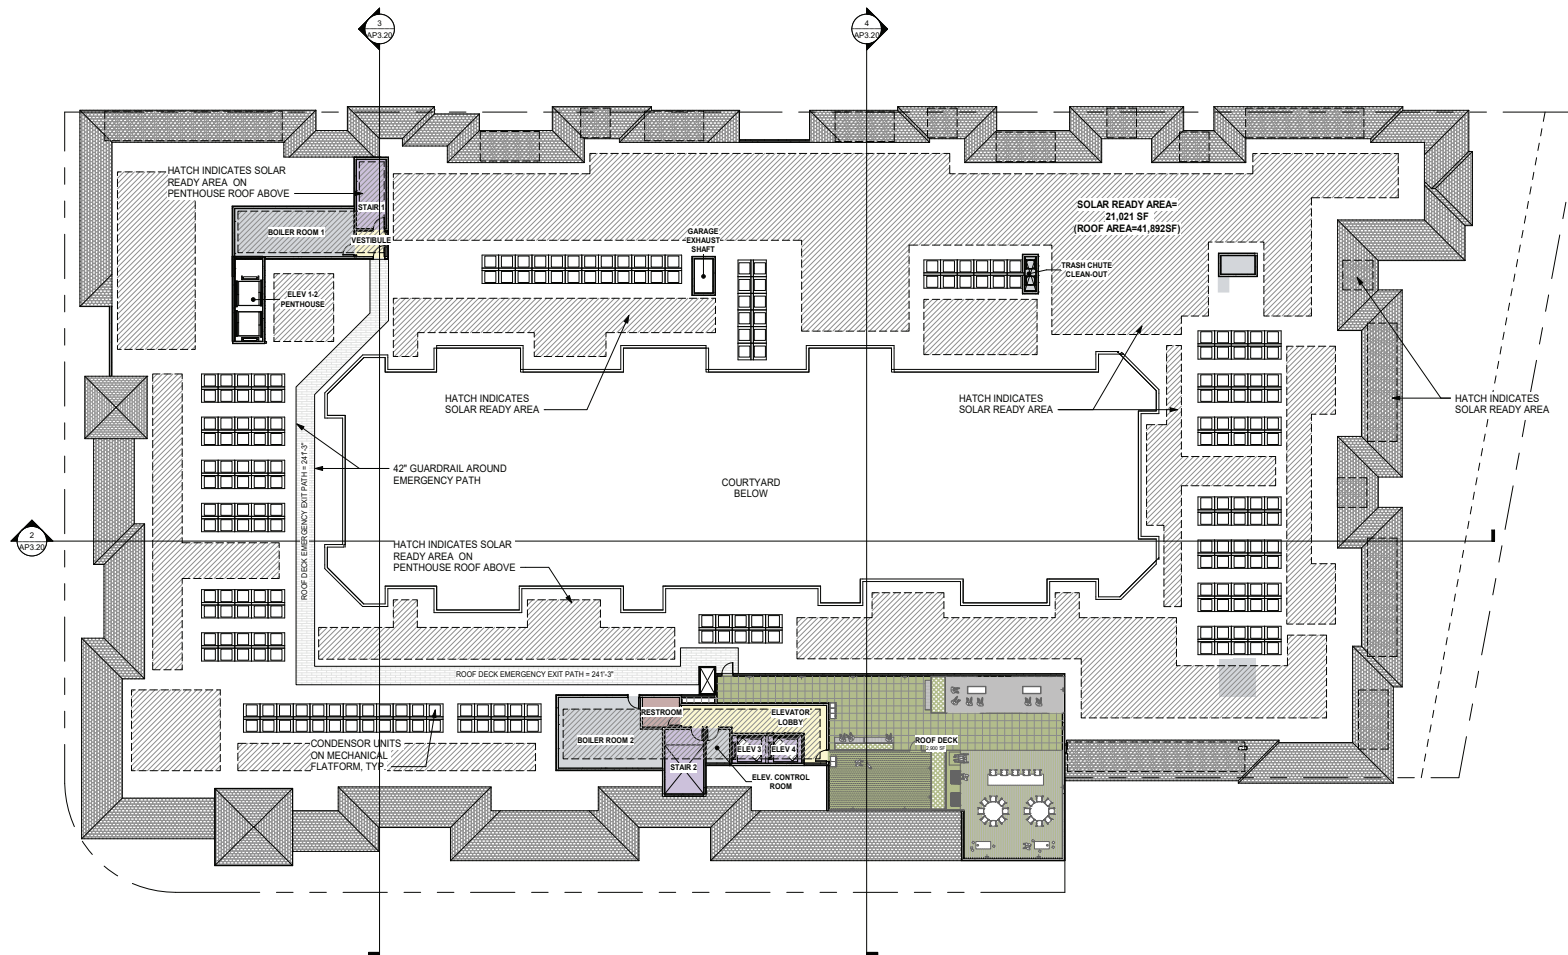 3
AP3.20
4
AP3.20
HATCH INDICATES SOLAR
READY AREA ON
PENTHOUSE ROOF ABOVE
STAIR 1
BOILER ROOM 1
VESTIBULE
ELEV 1-2
PENTHOUSE
GARAGE
EXHAUST
SHAFT
SOLAR READY AREA=
21,021 SF
(ROOF AREA=41,892SF)
TRASH CHUTE
CLEAN-OUT
HATCH INDICATES
SOLAR READY AREA
HATCH INDICATES
SOLAR READY AREA
HATCH INDICATES
SOLAR READY AREA
42" GUARDRAIL AROUND
EMERGENCY PATH
COURTYARD
BELOW
ROOF DECK EMERGENCY EXIT PATH = 241'-3"
2
AP3.20
HATCH INDICATES SOLAR
READY AREA ON
PENTHOUSE ROOF ABOVE
ROOF DECK EMERGENCY EXIT PATH = 241'-3"
RESTROOM
ELEVATOR
LOBBY
BOILER ROOM 2
ELEV 3
ELEV 4
STAIR 2
ROOF DECK
2,900 SF
CONDENSOR UNITS
ON MECHANICAL
FLATFORM, TYP.
ELEV. CONTROL
ROOM